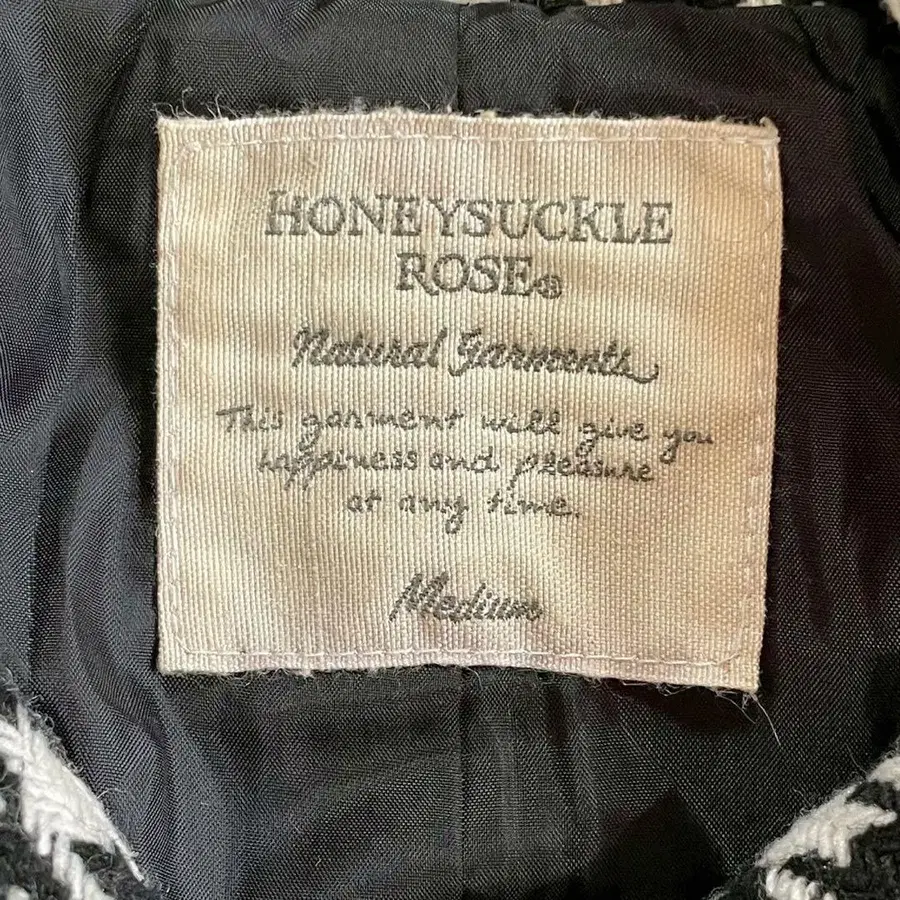 HONEYSUCKLE
ROSE®
Natural Garments
This garment will give you
happiness and pleasure
at any time.
Medium